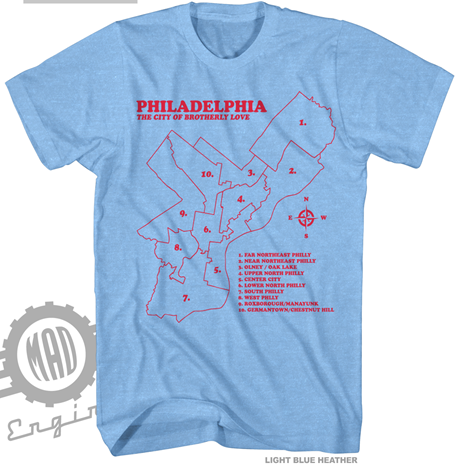 PHILADELPHIA
THE CITY OF BROTHERLY LOVE
1.
2.
3.
10.
4.
9.
6.
8.
5.
7.
N
E W
S
1. FAR NORTHEAST PHILLY
2. NEAR NORTHEAST PHILLY
3. OLNEY / OAK LANE
4. UPPER NORTH PHILLY
5. CENTER CITY
6. LOWER NORTH PHILLY
7. SOUTH PHILLY
8. WEST PHILLY
9. ROXBOROUGH/MANAYUNK
10. GERMANTOWN/CHESTNUT HILL
MAD
Engin
LIGHT BLUE HEATHER